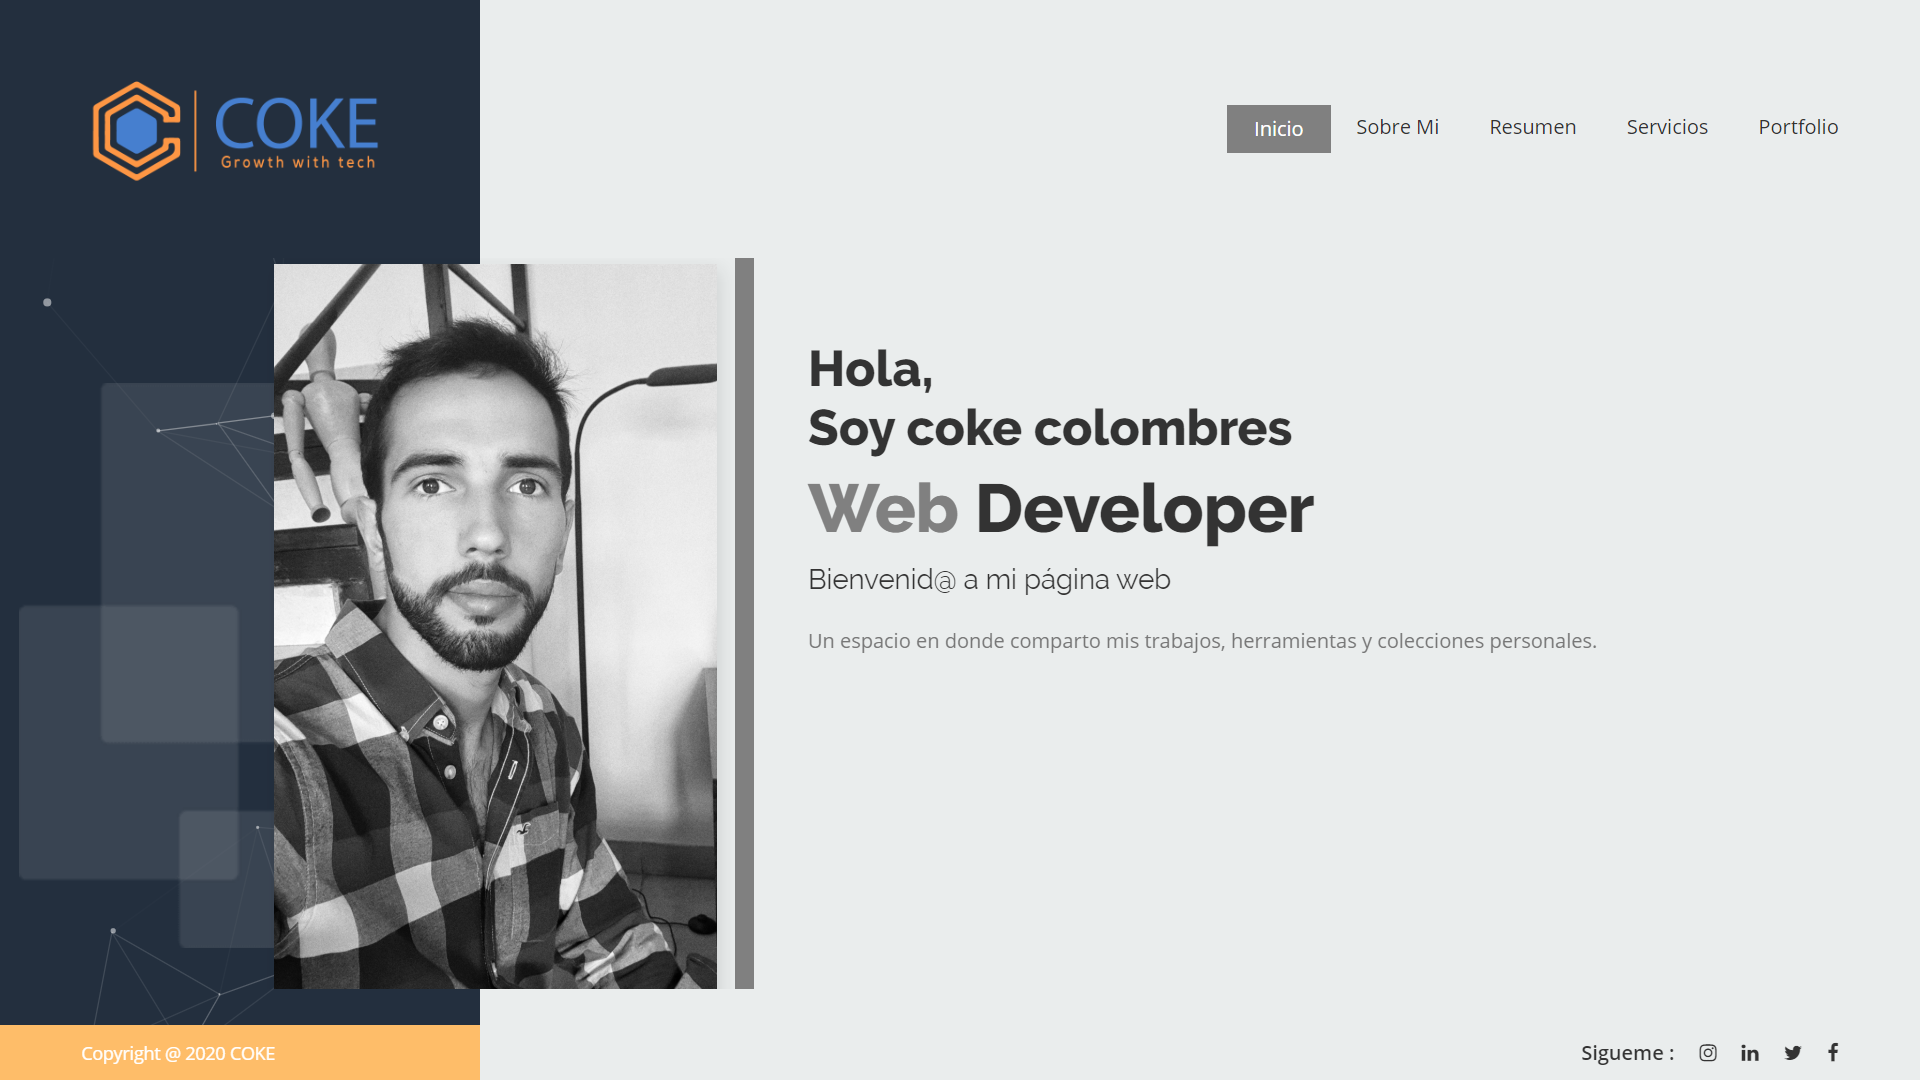 COKE
Growth with tech
Inicio
Sobre Mi
Resumen
Servicios
Portfolio
Hola,
Soy coke colombres
Web Developer
Bienvenid@ a mi página web
Un espacio en donde comparto mis trabajos, herramientas y colecciones personales.
Copyright @ 2020 COKE
Sigueme :